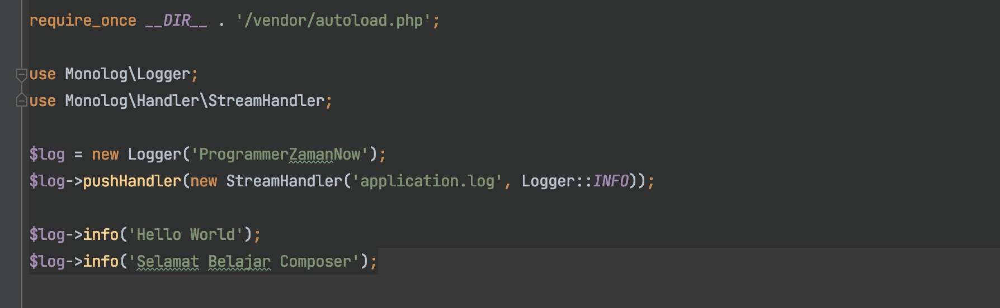 require_once __DIR__ . '/vendor/autoload.php';
use Monolog\Logger;
use Monolog\Handler\StreamHandler;
$log = new Logger('ProgrammerZamanNow');
$log->pushHandler(new StreamHandler('application.log', Logger::INFO));
$log->info('Hello World');
$log->info('Selamat Belajar Composer');